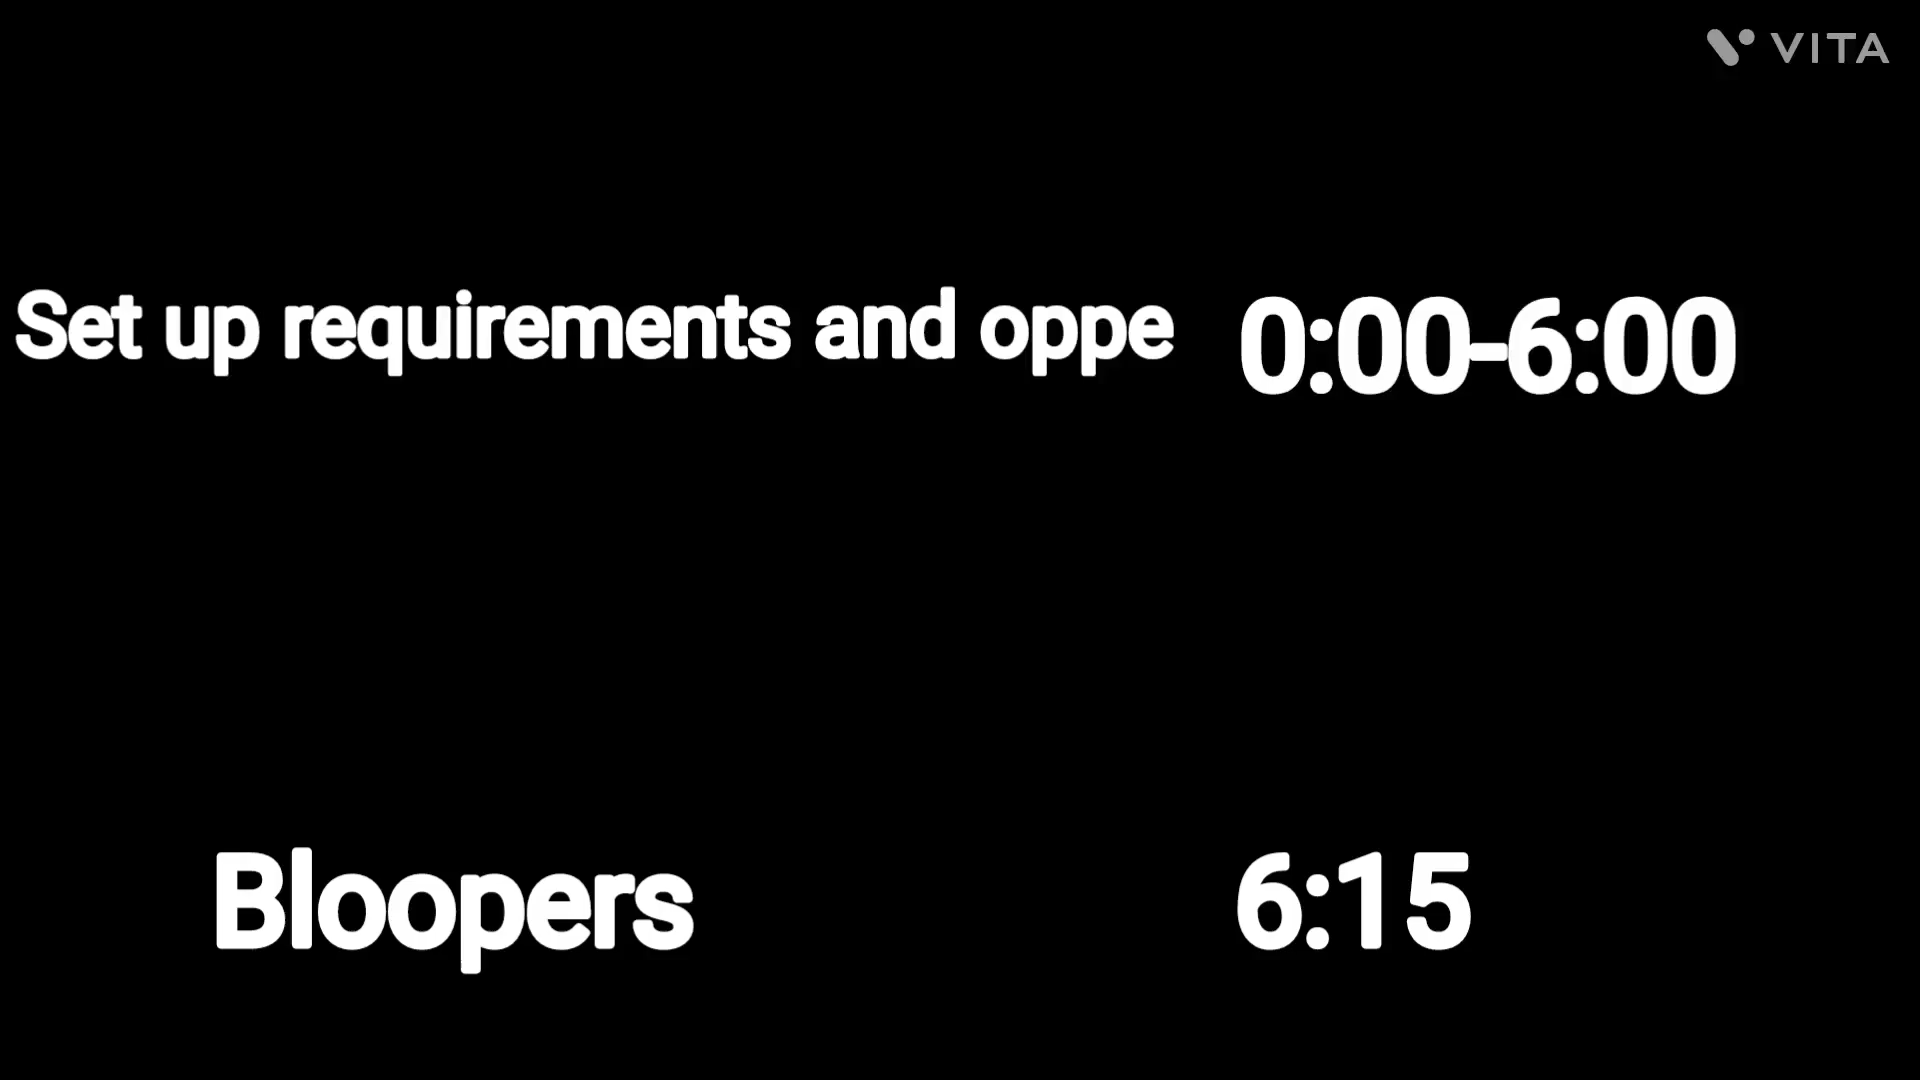 VITA
Set up requirements and oppe 0:00-6:00
Bloopers 6:15